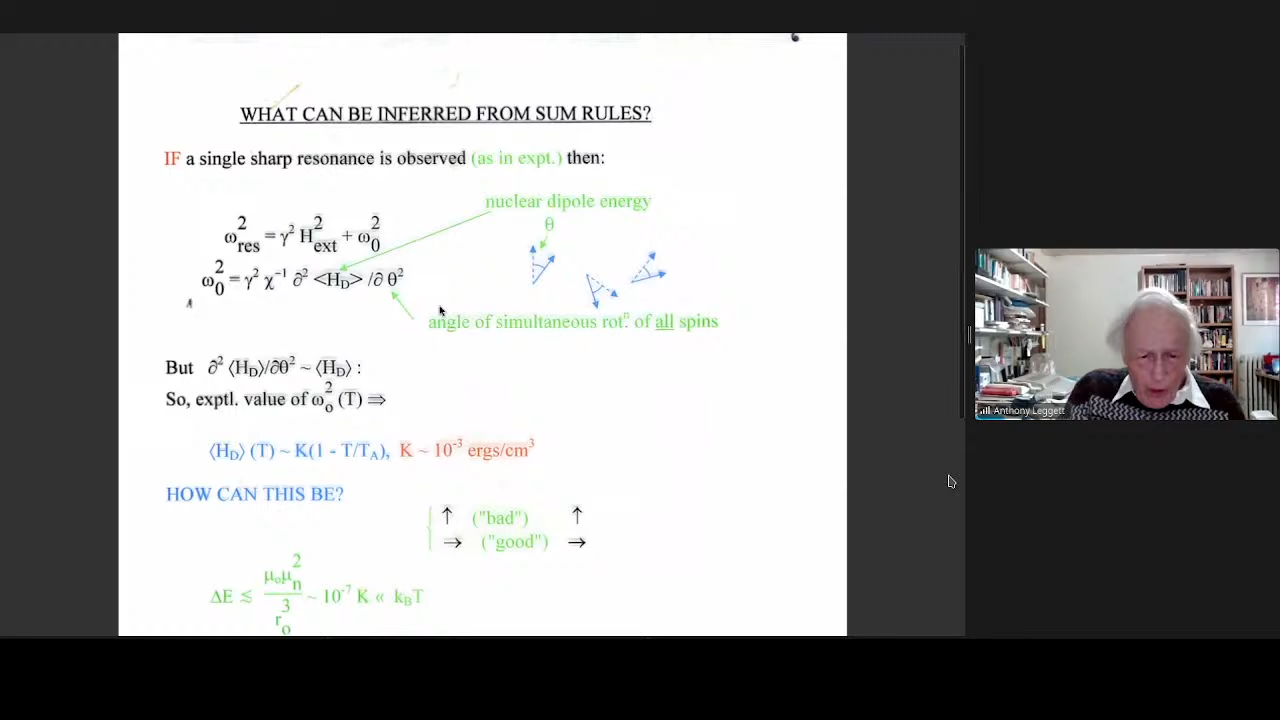 6
WHAT CAN BE INFERRED FROM SUM RULES?
IF a single sharp resonance is observed (as in expt.) then:
nuclear dipole energy
θ
ω²res = γ² H²ext + ω²0
ω²0 = γ² χ⁻¹ ∂² <HD> /∂ θ²
angle of simultaneous rotⁿ. of all spins
But ∂² ⟨HD⟩/∂θ² ~ ⟨HD⟩ :
So, exptl. value of ω²o (T) ⇒
⟨HD⟩ (T) ~ K(1 - T/TA), K ~ 10⁻³ ergs/cm³
HOW CAN THIS BE?
↑ ("bad") ↑
→ ("good") →
ΔE ≲ μoμ²n / r³o ~ 10⁻⁷ K « kBT
Anthony Leggett